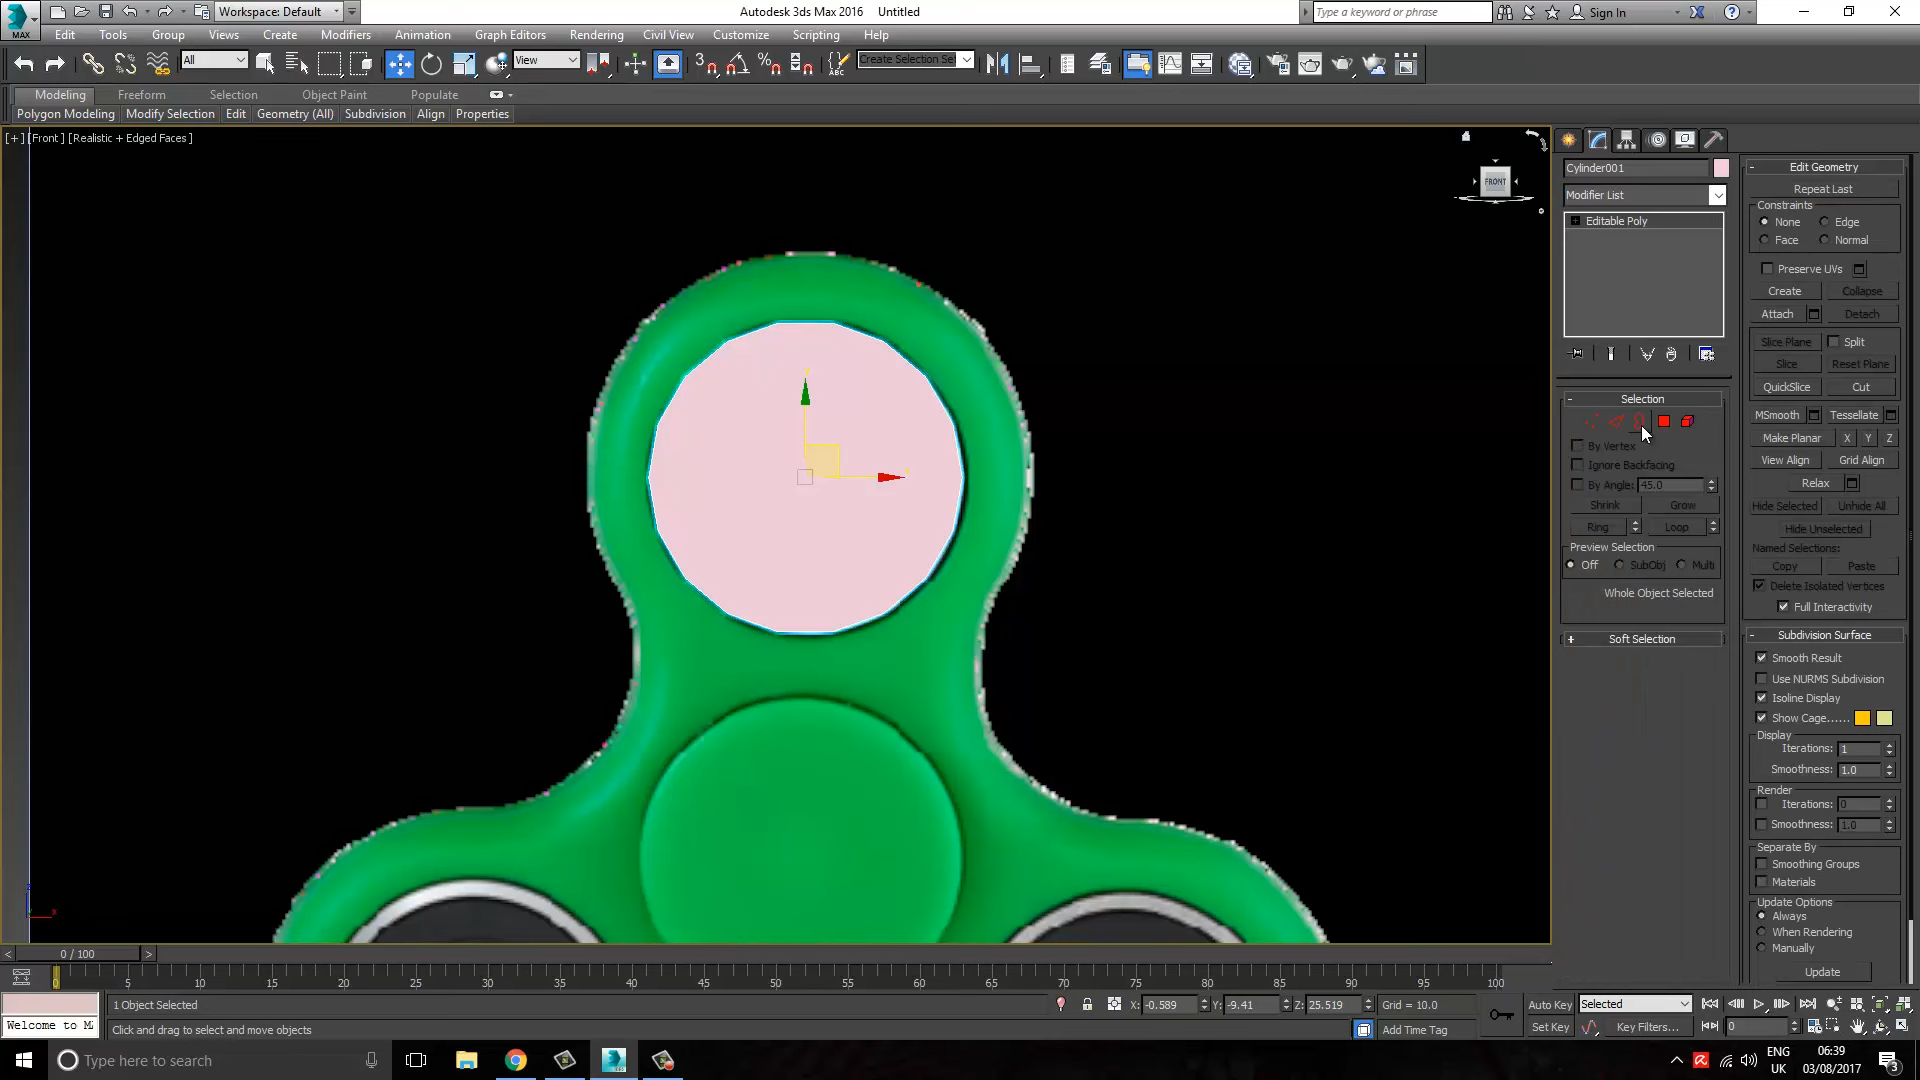 Workspace: Default
Autodesk 3ds Max 2016 Untitled
Type a keyword or phrase
Sign In
MAX
Edit Tools Group Views Create Modifiers Animation Graph Editors Rendering Civil View Customize Scripting Help
All
View
Create Selection Se
Modeling Freeform Selection Object Paint Populate
Polygon Modeling Modify Selection Edit Geometry (All) Subdivision Align Properties
[+] [Front] [Realistic + Edged Faces]
FRONT
Cylinder001
Modifier List
Editable Poly
Selection
By Vertex
Ignore Backfacing
By Angle: 45.0
Shrink Grow
Ring Loop
Preview Selection
Off SubObj Multi
Whole Object Selected
Soft Selection
Edit Geometry
Repeat Last
Constraints
None Edge
Face Normal
Preserve UVs
Create Collapse
Attach Detach
Slice Plane Split
Slice Reset Plane
QuickSlice Cut
MSmooth Tessellate
Make Planar X Y Z
View Align Grid Align
Relax
Hide Selected Unhide All
Hide Unselected
Named Selections:
Copy Paste
Delete Isolated Vertices
Full Interactivity
Subdivision Surface
Smooth Result
Use NURMS Subdivision
Isoline Display
Show Cage......
Display
Iterations: 1
Smoothness: 1.0
Render
Iterations: 0
Smoothness: 1.0
Separate By
Smoothing Groups
Materials
Update Options
Always
When Rendering
Manually
Update
0 / 100
0 5 10 15 20 25 30 35 40 45 50 55 60 65 70 75 80 85 90 95 100
1 Object Selected
X: -0.589 Y: -9.41 Z: 25.519 Grid = 10.0
Auto Key Selected
Welcome to M
Click and drag to select and move objects
Add Time Tag
Set Key Key Filters... 0
Type here to search
ENG
UK
06:39
03/08/2017
3